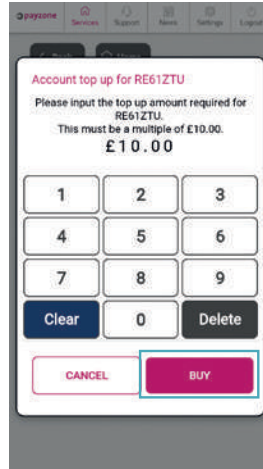 payzone
Services Support News Settings Logout
Back Home
Account top up for RE61ZTU
Please input the top up amount required for
RE61ZTU.
This must be a multiple of £10.00.
£10.00
1 2 3
4 5 6
7 8 9
Clear 0 Delete
CANCEL BUY